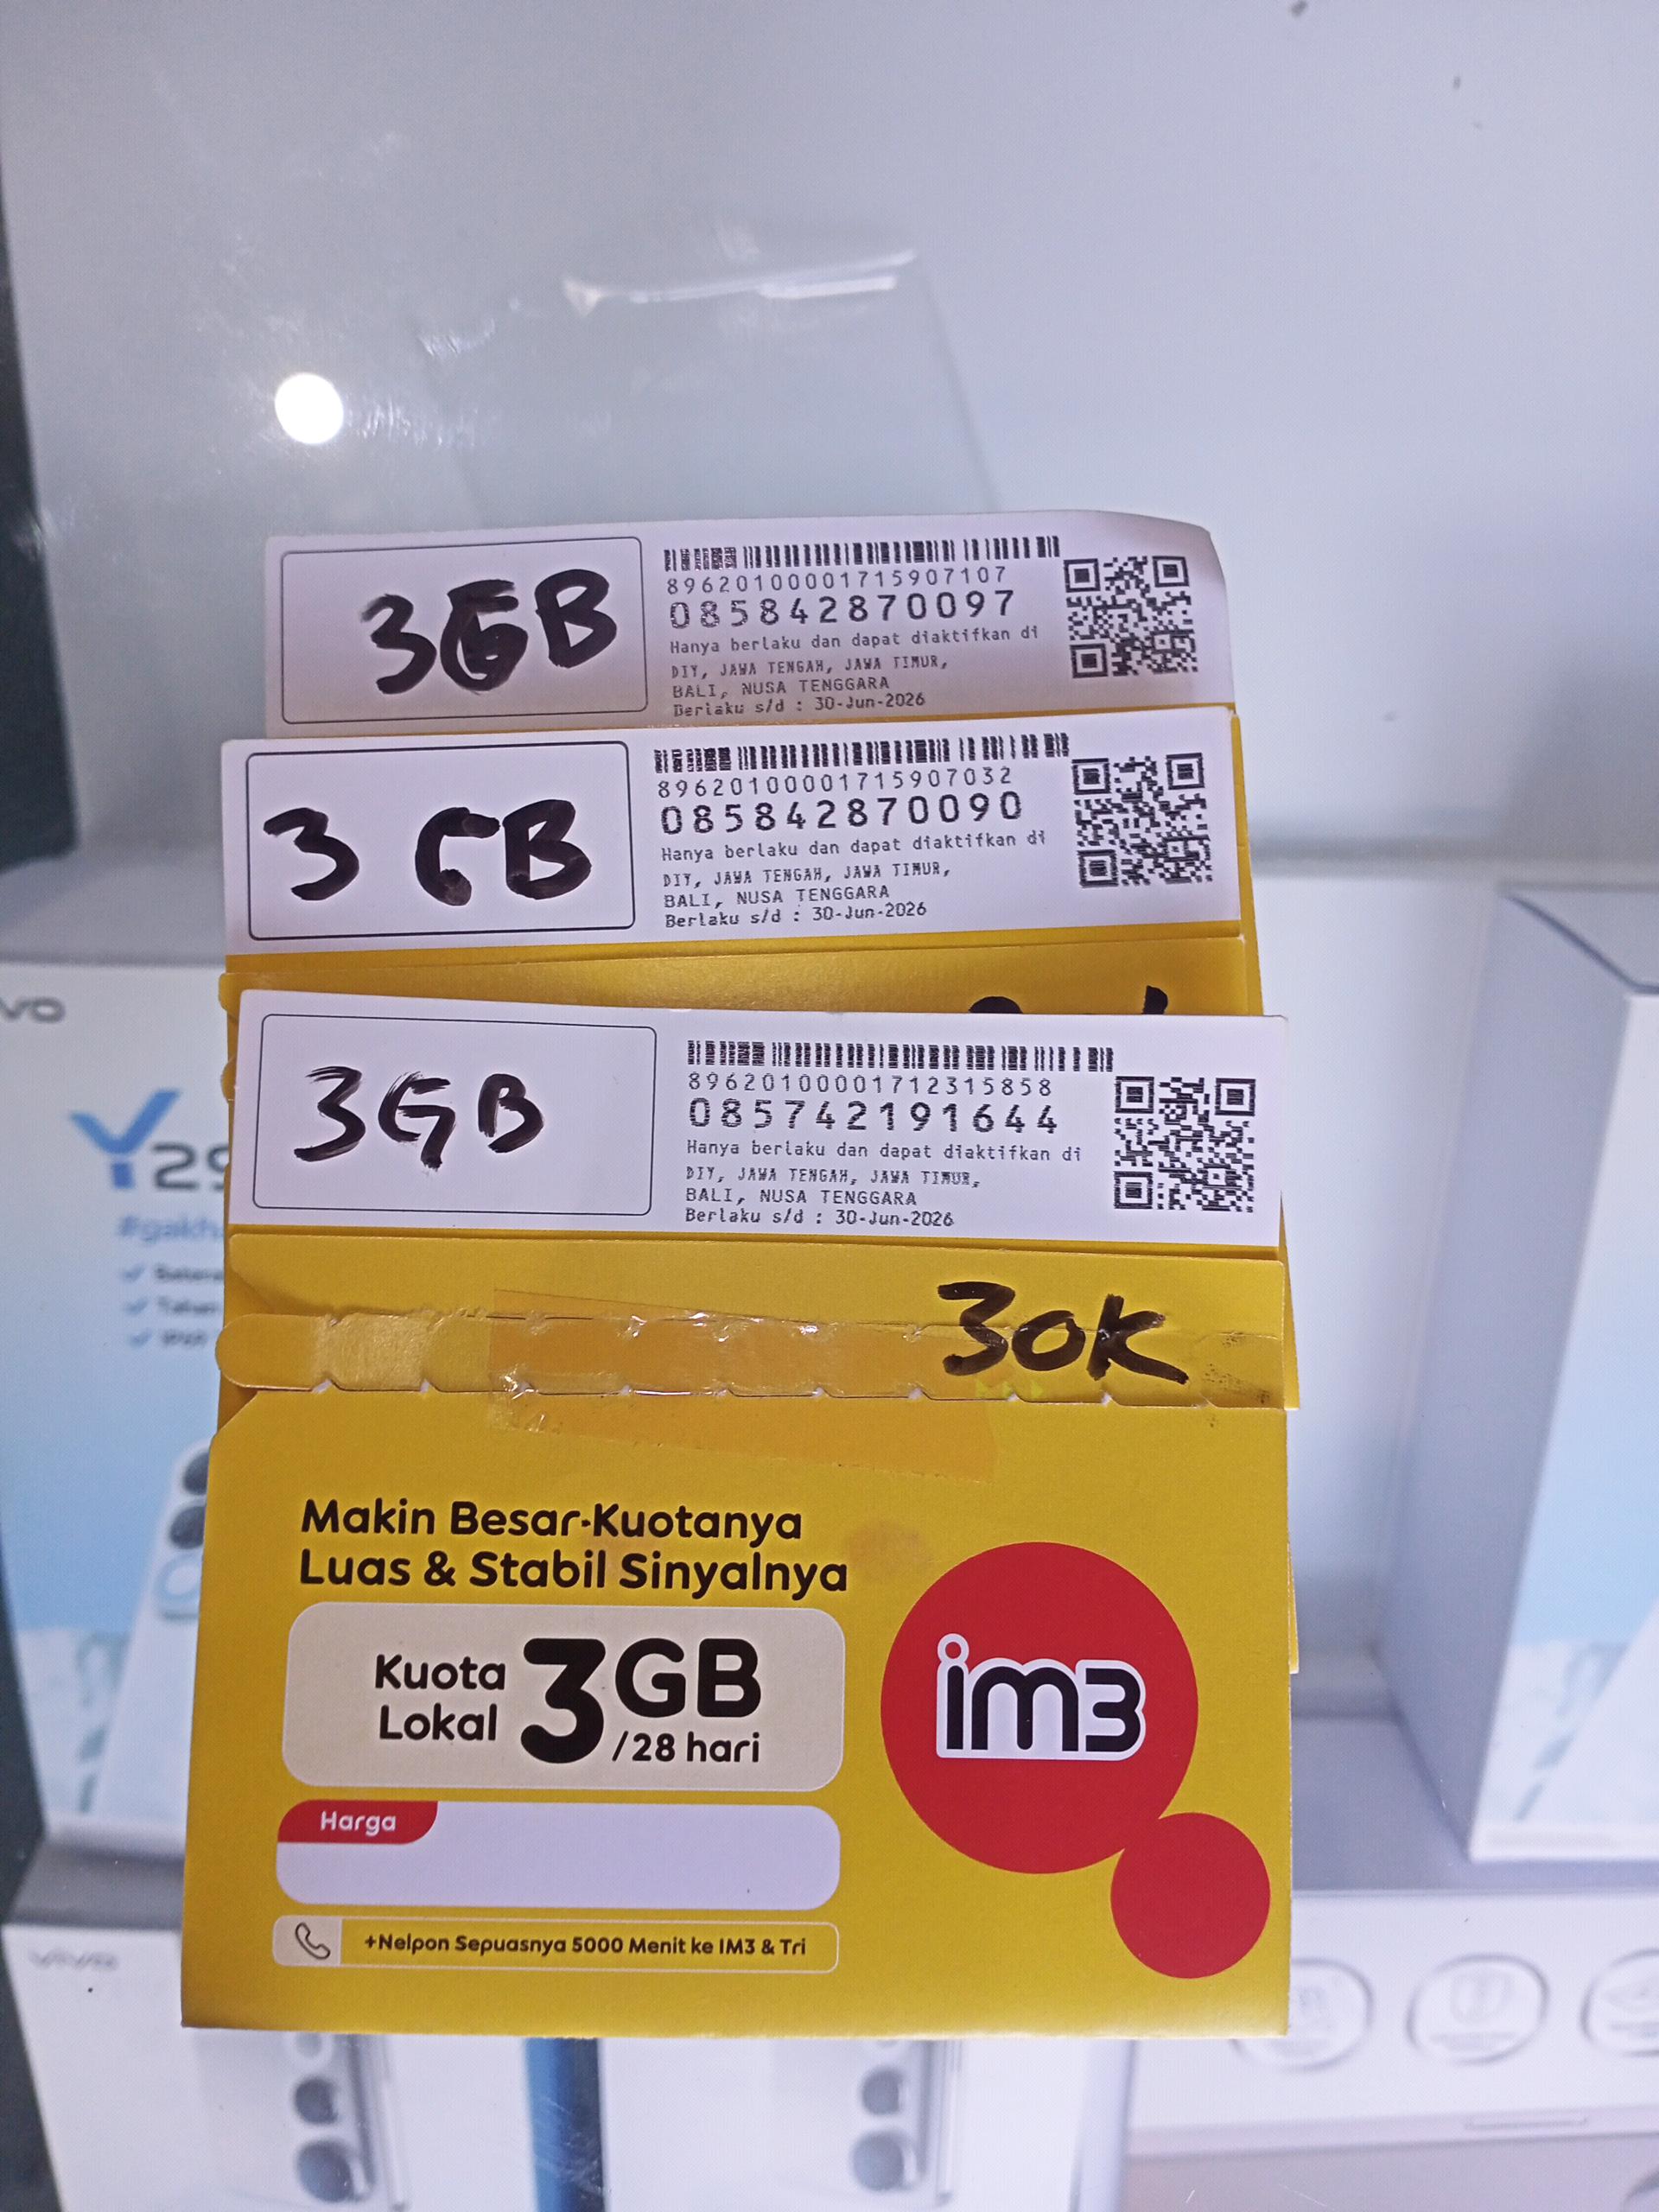 3GB
89620100001715907107
085842870097
Hanya berlaku dan dapat diaktifkan di
DIY, JAWA TENGAH, JAWA TIMUR,
BALI, NUSA TENGGARA
Berlaku s/d : 30-Jun-2026
3 GB
89620100001715907032
085842870090
Hanya berlaku dan dapat diaktifkan di
DIY, JAWA TENGAH, JAWA TIMUR,
BALI, NUSA TENGGARA
Berlaku s/d : 30-Jun-2026
3GB
89620100001712315858
085742191644
Hanya berlaku dan dapat diaktifkan di
DIY, JAWA TENGAH, JAWA TIMUR,
BALI, NUSA TENGGARA
Berlaku s/d : 30-Jun-2026
30K
Makin Besar Kuotanya
Luas & Stabil Sinyalnya
Kuota Lokal 3GB /28 hari
im3
Harga
+Nelpon Sepuasnya 5000 Menit ke IM3 & Tri
vivo